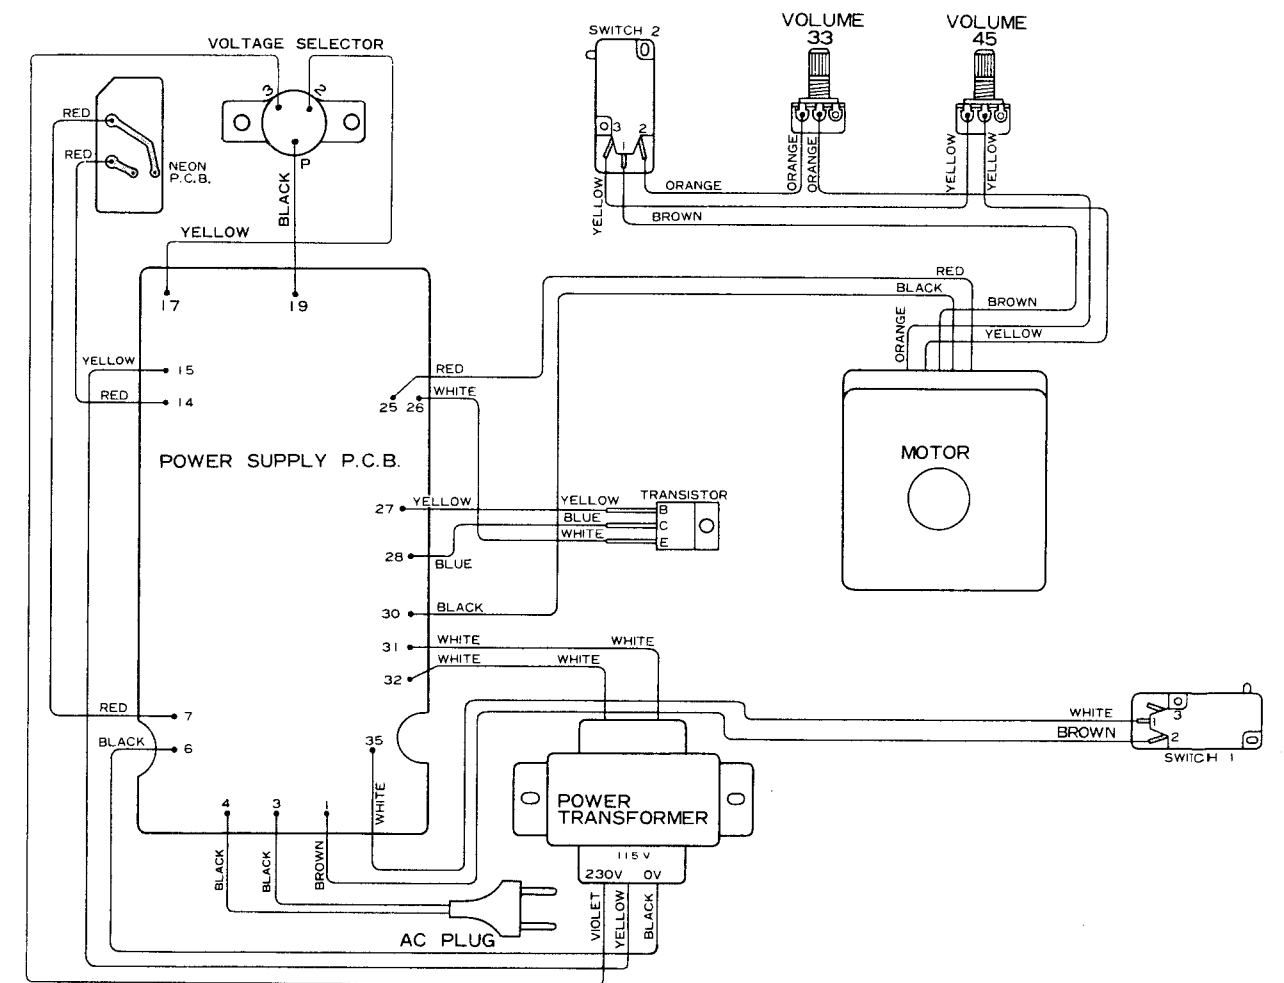 VOLTAGE SELECTOR
SWITCH 2
VOLUME
33
VOLUME
45
3
2
P
RED
RED
NEON
P.C.B.
BLACK
YELLOW
3
1
2
ORANGE
YELLOW
BROWN
ORANGE
ORANGE
YELLOW
YELLOW
RED
BLACK
BROWN
ORANGE
YELLOW
17
19
YELLOW
15
RED
14
RED
WHITE
25 26
POWER SUPPLY P.C.B.
MOTOR
27
YELLOW
YELLOW
TRANSISTOR
B
BLUE
C
WHITE
E
28
BLUE
30
BLACK
31
WHITE
WHITE
32
WHITE
WHITE
RED
7
BLACK
6
35
WHITE
WHITE
BROWN
1
3
2
SWITCH 1
4
3
1
BLACK
BLACK
BROWN
POWER
TRANSFORMER
115V
230V
0V
VIOLET
YELLOW
BLACK
AC PLUG